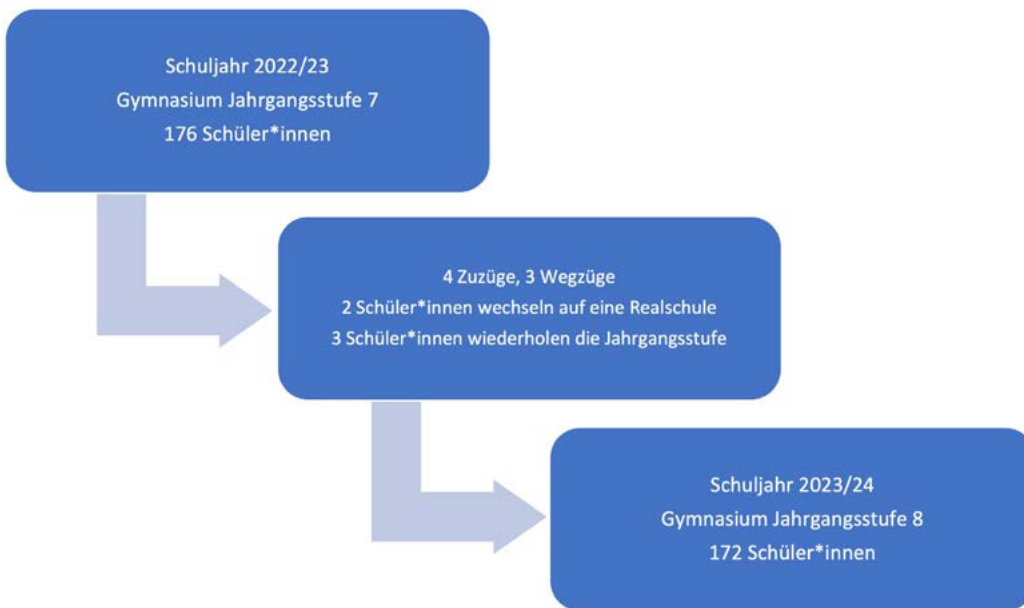 Schuljahr 2022/23
Gymnasium Jahrgangsstufe 7
176 Schüler*innen
4 Zuzüge, 3 Wegzüge
2 Schüler*innen wechseln auf eine Realschule
3 Schüler*innen wiederholen die Jahrgangsstufe
Schuljahr 2023/24
Gymnasium Jahrgangsstufe 8
172 Schüler*innen